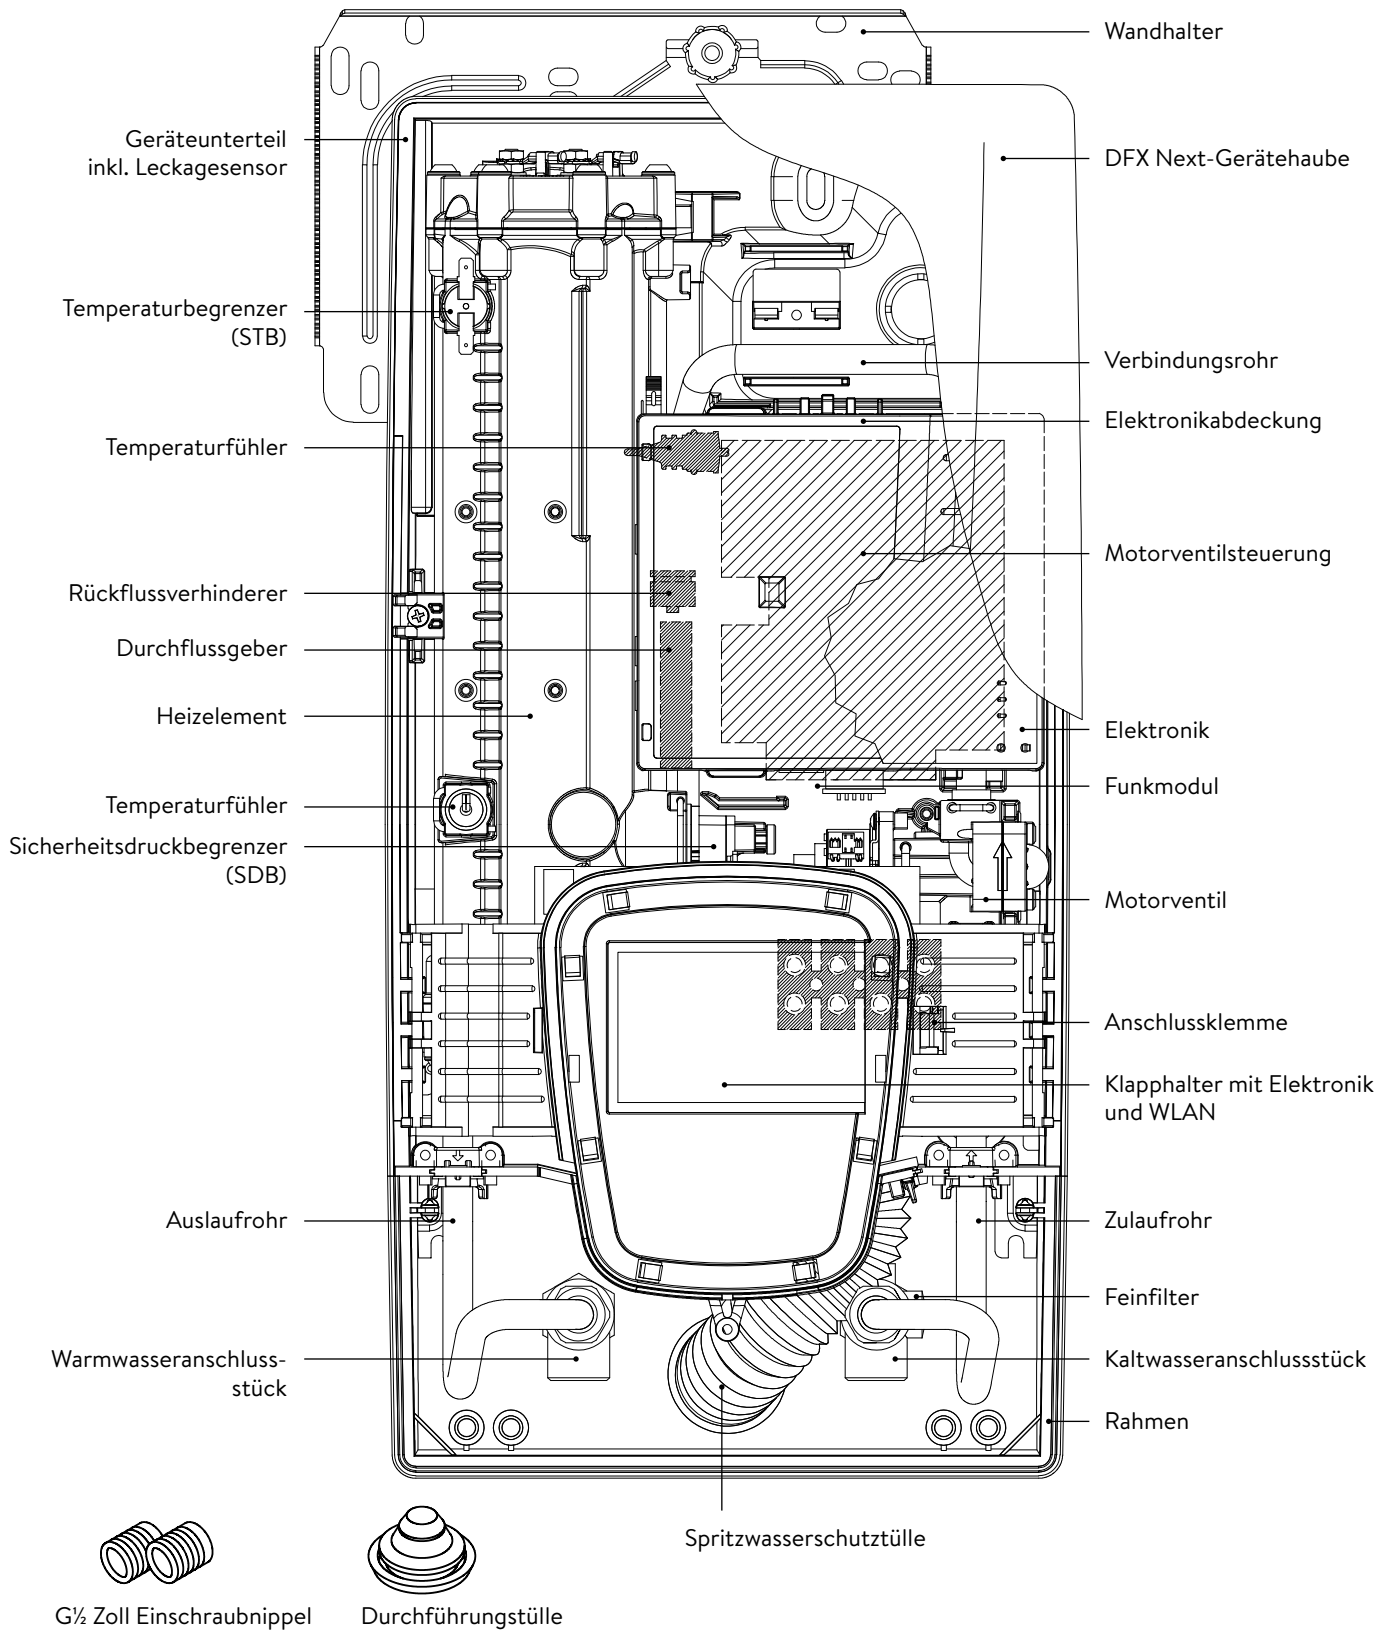 Wandhalter
Geräteunterteil
inkl. Leckagesensor
DFX Next-Gerätehaube
Temperaturbegrenzer
(STB)
Verbindungsrohr
Elektronikabdeckung
Temperaturfühler
Motorventilsteuerung
Rückflussverhinderer
Durchflussgeber
Heizelement
Elektronik
Funkmodul
Temperaturfühler
Sicherheitsdruckbegrenzer
(SDB)
Motorventil
Anschlussklemme
Klapphalter mit Elektronik
und WLAN
Auslaufrohr
Zulaufrohr
Feinfilter
Warmwasseranschluss-
stück
Kaltwasseranschlussstück
Rahmen
Spritzwasserschutztülle
G½ Zoll Einschraubnippel
Durchführungstülle